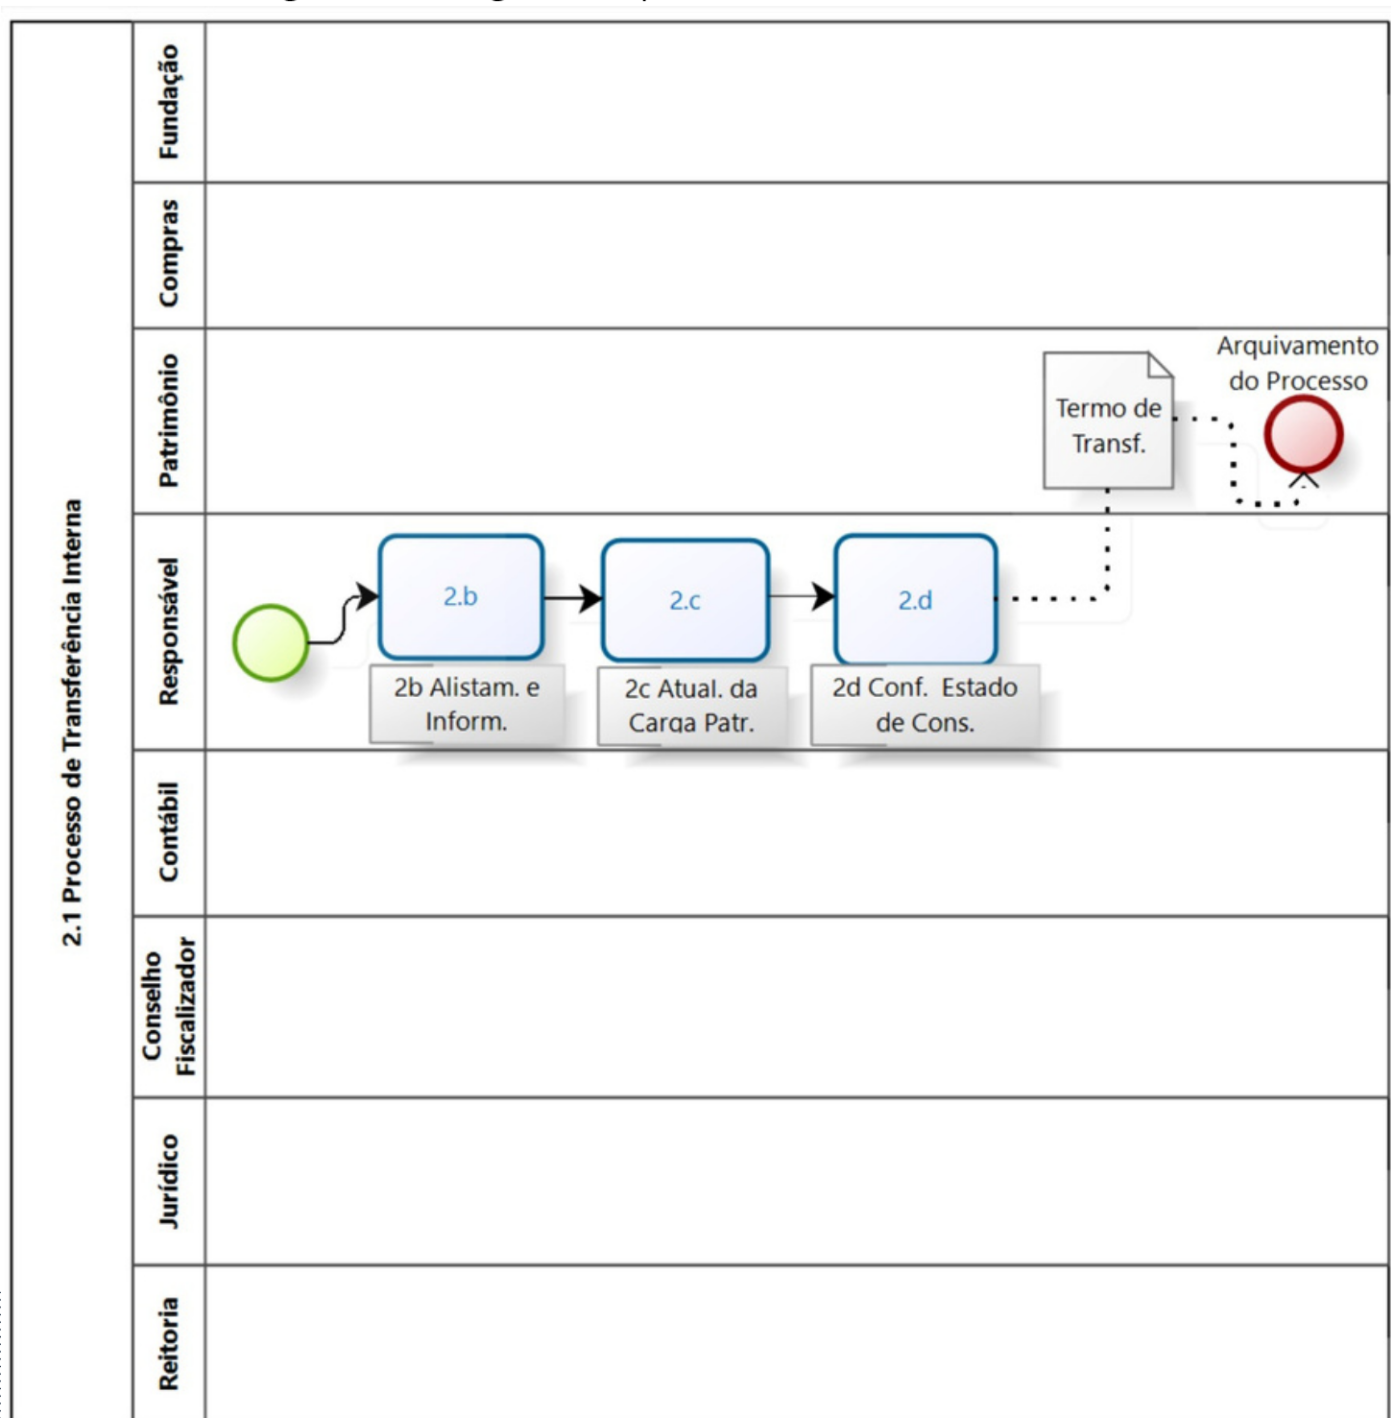 2.1 Processo de Transferência Interna
Fundação
Compras
Patrimônio
Termo de
Transf.
Arquivamento
do Processo
Responsável
2.b
2.c
2.d
2b Alistam. e
Inform.
2c Atual. da
Carga Patr.
2d Conf. Estado
de Cons.
Contábil
Conselho
Fiscalizador
Jurídico
Reitoria